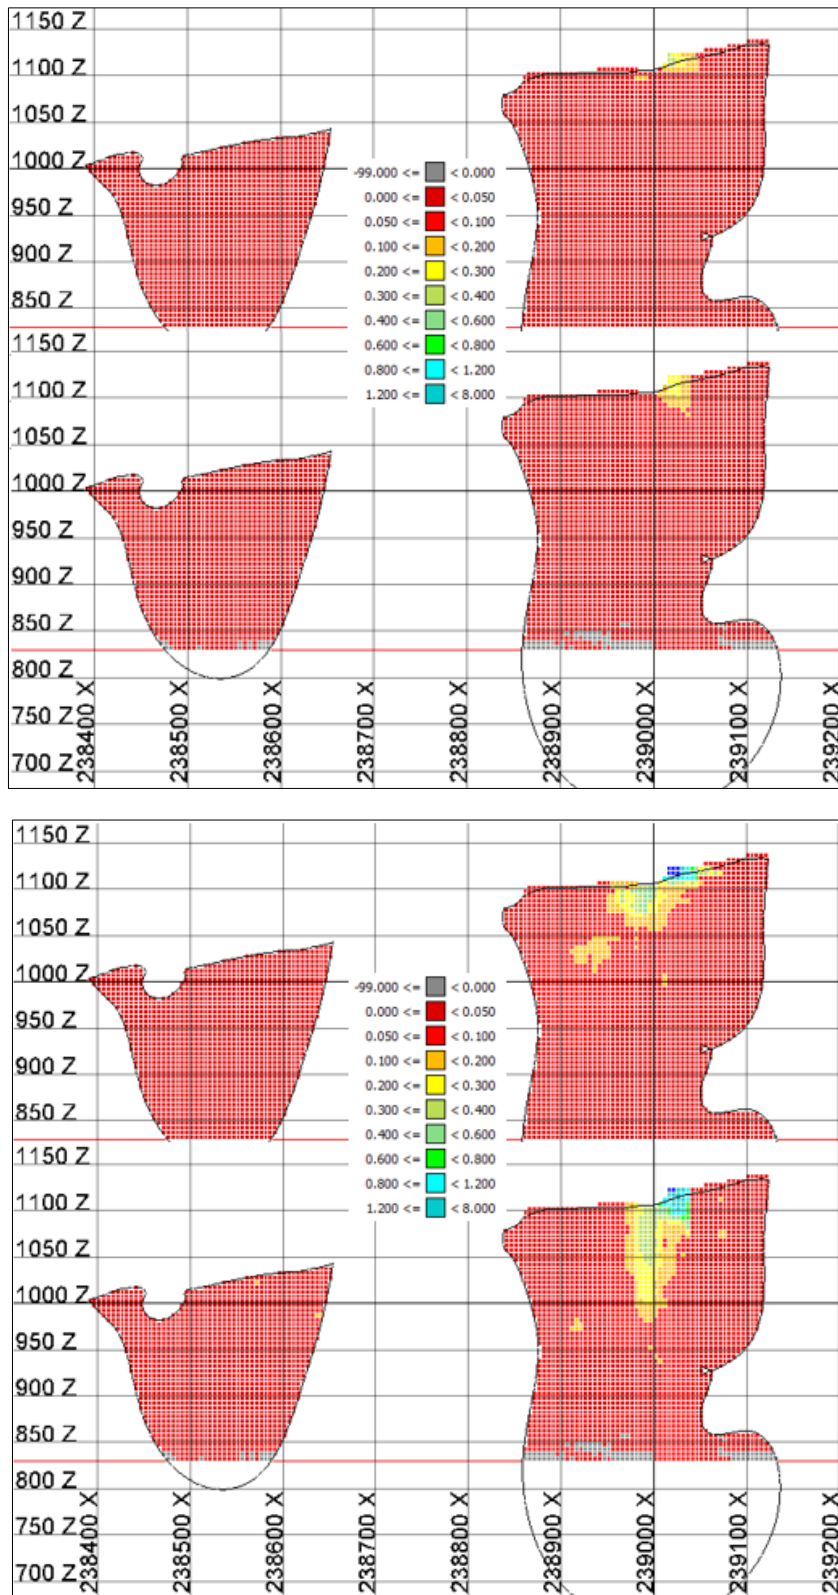 1150 Z
1100 Z
1050 Z
1000 Z
950 Z
900 Z
850 Z
-99.000 <= < 0.000
0.000 <= < 0.050
0.050 <= < 0.100
0.100 <= < 0.200
0.200 <= < 0.300
0.300 <= < 0.400
0.400 <= < 0.600
0.600 <= < 0.800
0.800 <= < 1.200
1.200 <= < 8.000
1150 Z
1100 Z
1050 Z
1000 Z
950 Z
900 Z
850 Z
800 Z
750 Z
700 Z
238400 X
238500 X
238600 X
238700 X
238800 X
238900 X
239000 X
239100 X
239200 X
1150 Z
1100 Z
1050 Z
1000 Z
950 Z
900 Z
850 Z
-99.000 <= < 0.000
0.000 <= < 0.050
0.050 <= < 0.100
0.100 <= < 0.200
0.200 <= < 0.300
0.300 <= < 0.400
0.400 <= < 0.600
0.600 <= < 0.800
0.800 <= < 1.200
1.200 <= < 8.000
1150 Z
1100 Z
1050 Z
1000 Z
950 Z
900 Z
850 Z
800 Z
750 Z
700 Z
238400 X
238500 X
238600 X
238700 X
238800 X
238900 X
239000 X
239100 X
239200 X